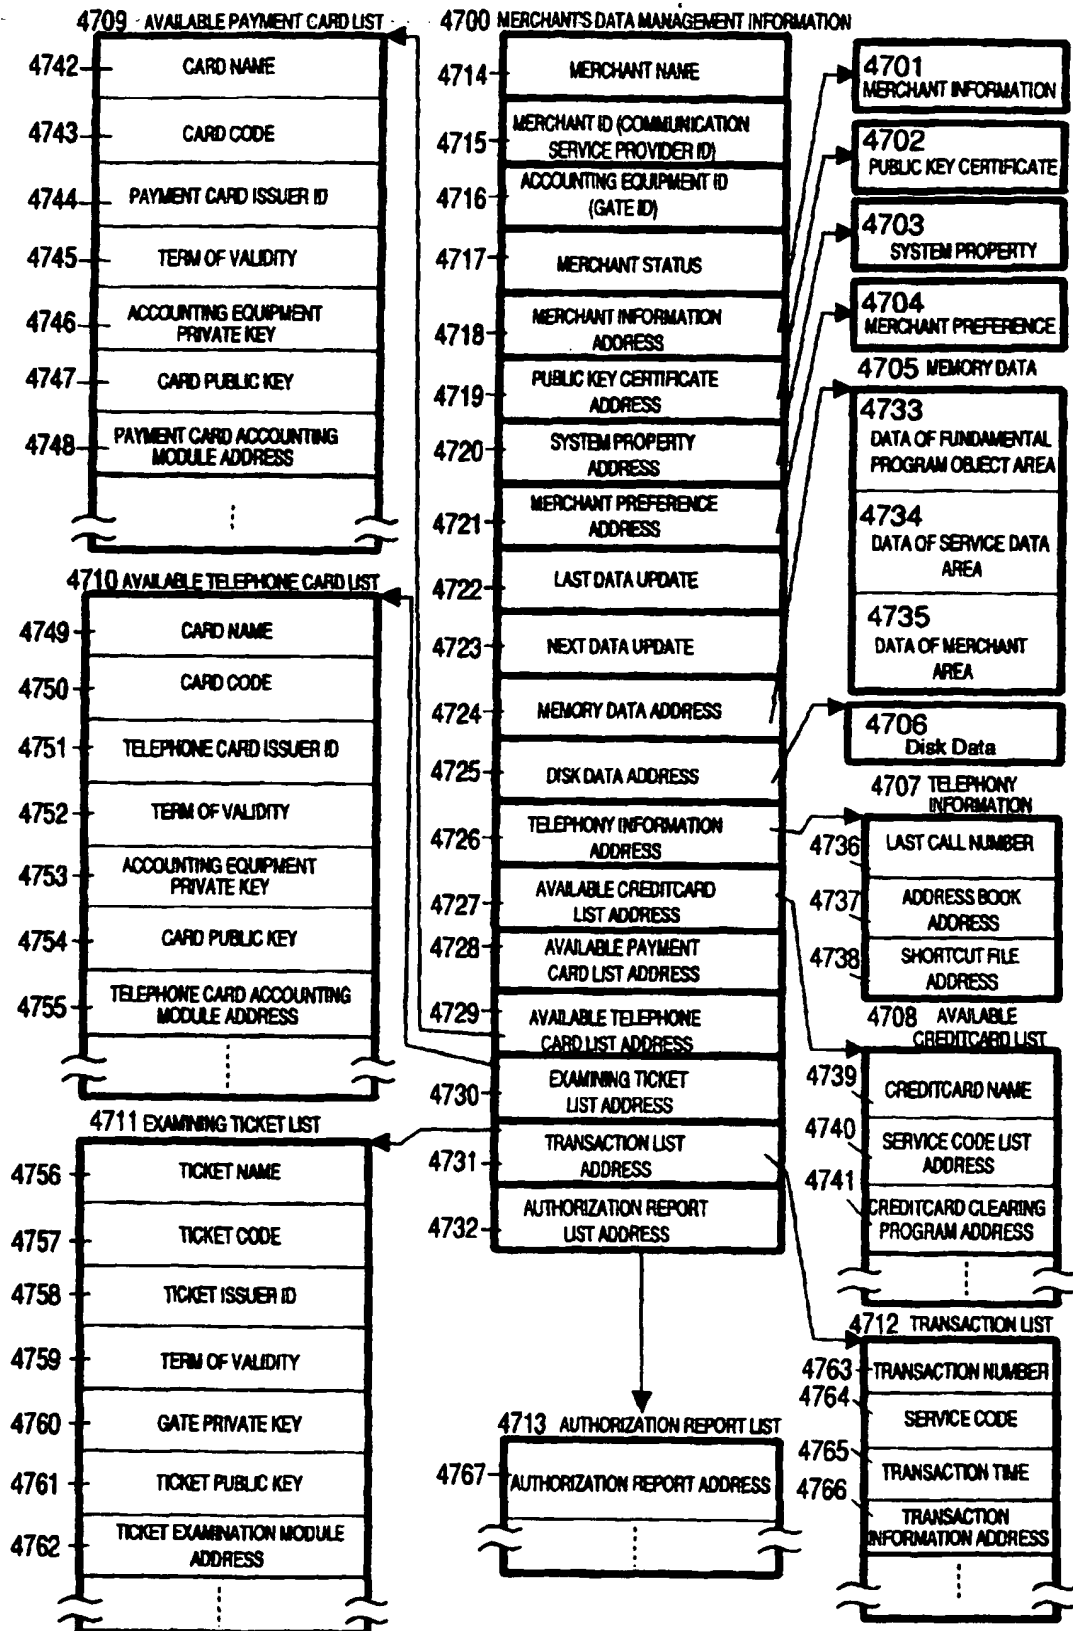 4709 AVAILABLE PAYMENT CARD LIST
4742
CARD NAME
4743
CARD CODE
4744
PAYMENT CARD ISSUER ID
4745
TERM OF VALIDITY
4746
ACCOUNTING EQUIPMENT
PRIVATE KEY
4747
CARD PUBLIC KEY
4748
PAYMENT CARD ACCOUNTING
MODULE ADDRESS
4710 AVAILABLE TELEPHONE CARD LIST
4749
CARD NAME
4750
CARD CODE
4751
TELEPHONE CARD ISSUER ID
4752
TERM OF VALIDITY
4753
ACCOUNTING EQUIPMENT
PRIVATE KEY
4754
CARD PUBLIC KEY
4755
TELEPHONE CARD ACCOUNTING
MODULE ADDRESS
4711 EXAMINING TICKET LIST
4756
TICKET NAME
4757
TICKET CODE
4758
TICKET ISSUER ID
4759
TERM OF VALIDITY
4760
GATE PRIVATE KEY
4761
TICKET PUBLIC KEY
4762
TICKET EXAMINATION MODULE
ADDRESS
4700 MERCHANT'S DATA MANAGEMENT INFORMATION
4714
MERCHANT NAME
4715
MERCHANT ID (COMMUNICATION
SERVICE PROVIDER ID)
4716
ACCOUNTING EQUIPMENT ID
(GATE ID)
4717
MERCHANT STATUS
4718
MERCHANT INFORMATION
ADDRESS
4719
PUBLIC KEY CERTIFICATE
ADDRESS
4720
SYSTEM PROPERTY
ADDRESS
4721
MERCHANT PREFERENCE
ADDRESS
4722
LAST DATA UPDATE
4723
NEXT DATA UPDATE
4724
MEMORY DATA ADDRESS
4725
DISK DATA ADDRESS
4726
TELEPHONY INFORMATION
ADDRESS
4727
AVAILABLE CREDITCARD
LIST ADDRESS
4728
AVAILABLE PAYMENT
CARD LIST ADDRESS
4729
AVAILABLE TELEPHONE
CARD LIST ADDRESS
4730
EXAMINING TICKET
LIST ADDRESS
4731
TRANSACTION LIST
ADDRESS
4732
AUTHORIZATION REPORT
LIST ADDRESS
4713 AUTHORIZATION REPORT LIST
4767
AUTHORIZATION REPORT ADDRESS
4701
MERCHANT INFORMATION
4702
PUBLIC KEY CERTIFICATE
4703
SYSTEM PROPERTY
4704
MERCHANT PREFERENCE
4705 MEMORY DATA
4733
DATA OF FUNDAMENTAL
PROGRAM OBJECT AREA
4734
DATA OF SERVICE DATA
AREA
4735
DATA OF MERCHANT
AREA
4706
Disk Data
4707 TELEPHONY
INFORMATION
4736
LAST CALL NUMBER
4737
ADDRESS BOOK
ADDRESS
4738
SHORTCUT FILE
ADDRESS
4708 AVAILABLE
CREDITCARD LIST
4739
CREDITCARD NAME
4740
SERVICE CODE LIST
ADDRESS
4741
CREDITCARD CLEARING
PROGRAM ADDRESS
4712 TRANSACTION LIST
4763
TRANSACTION NUMBER
4764
SERVICE CODE
4765
TRANSACTION TIME
4766
TRANSACTION
INFORMATION ADDRESS